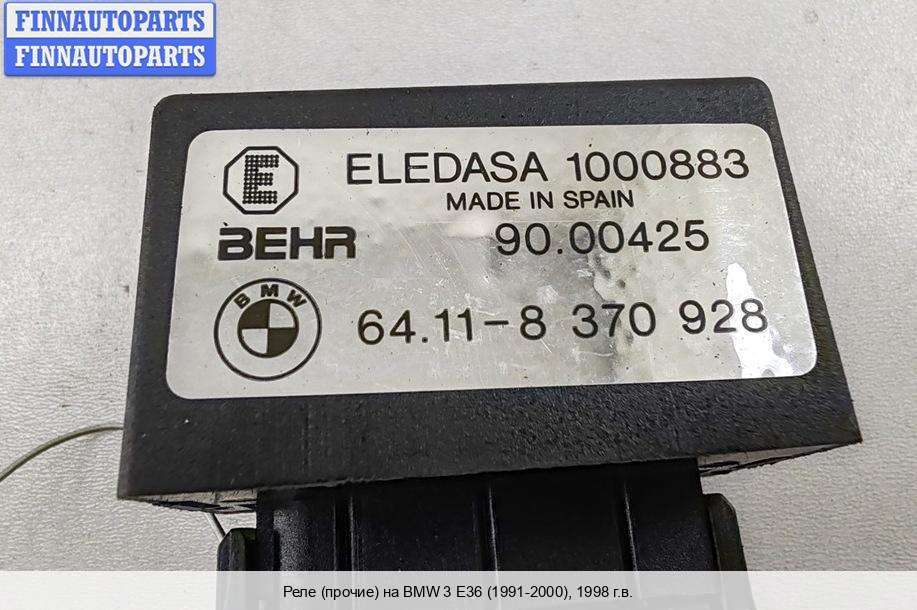 FINNAUTOPARTS
FINNAUTOPARTS
E
ELEDASA 1000883
MADE IN SPAIN
BEHR 90.00425
BMW
64.11-8 370 928
Реле (прочие) на BMW 3 E36 (1991-2000), 1998 г.в.